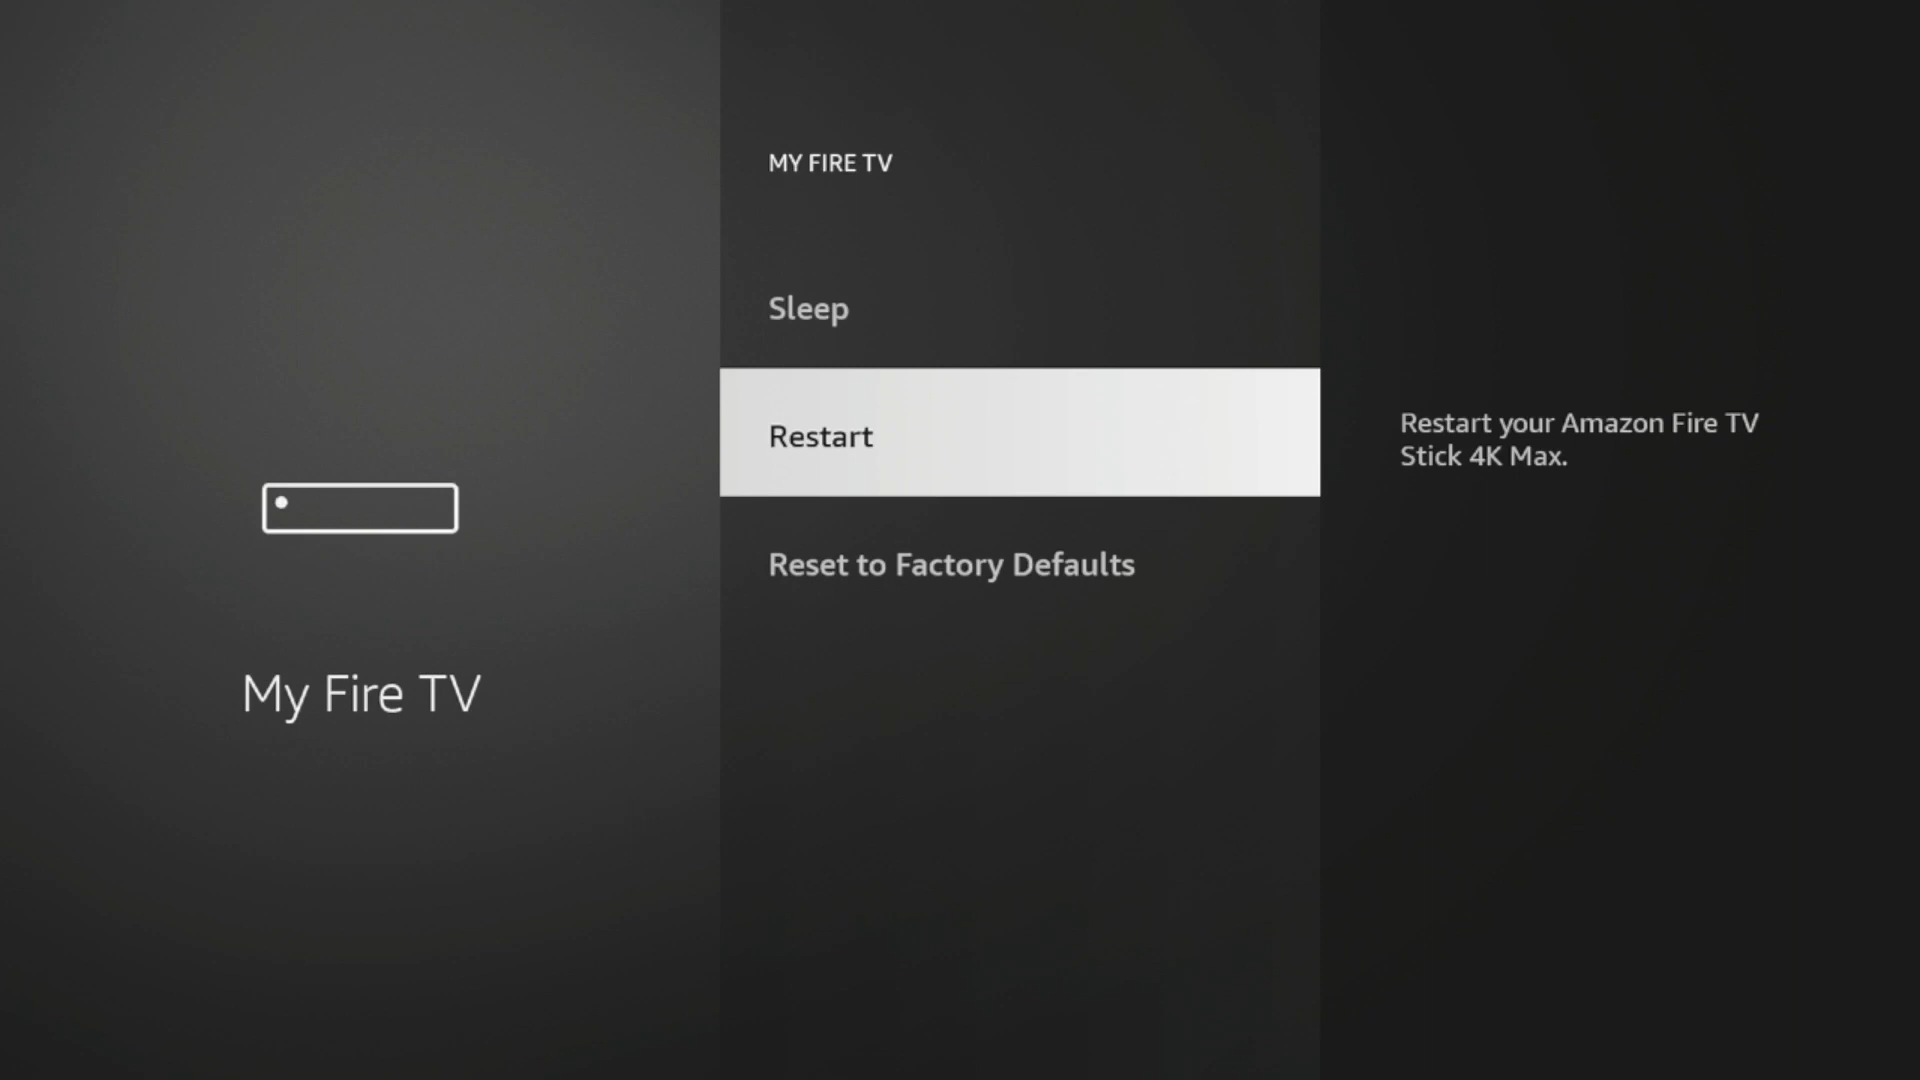 MY FIRE TV
Sleep
Restart
Restart your Amazon Fire TV
Stick 4K Max.
Reset to Factory Defaults
My Fire TV